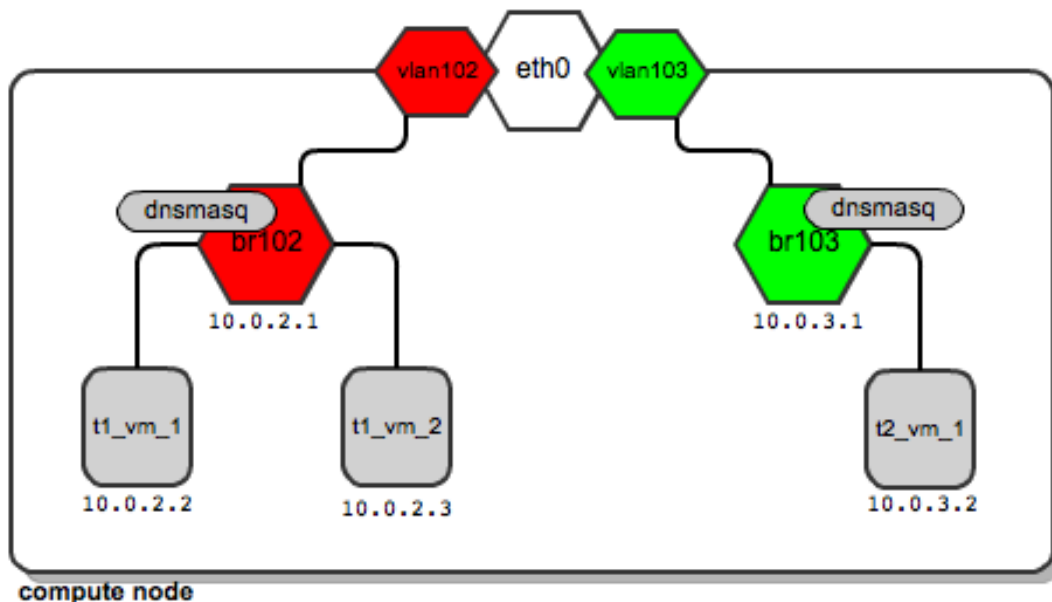 vlan102
eth0
vlan103
dnsmasq
br102
10.0.2.1
dnsmasq
br103
10.0.3.1
t1_vm_1
10.0.2.2
t1_vm_2
10.0.2.3
t2_vm_1
10.0.3.2
compute node